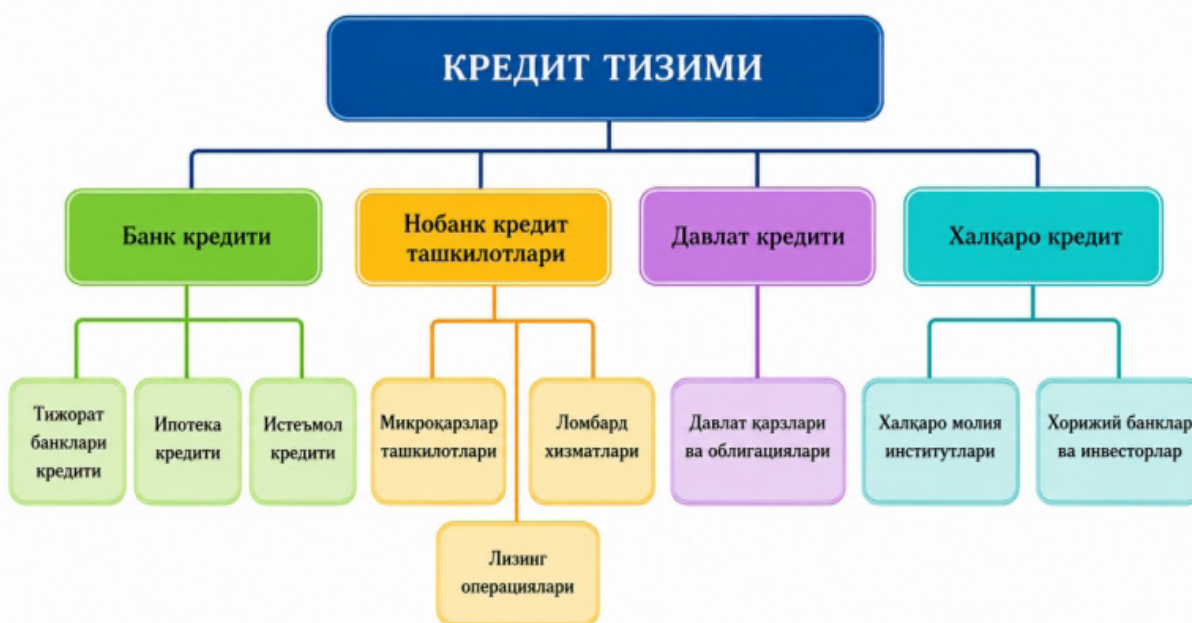 КРЕДИТ ТИЗИМИ
Банк кредити
Нобанк кредит
ташкилотлари
Давлат кредити
Халқаро кредит
Тижорат
банклари
кредити
Ипотека
кредити
Истеъмол
кредити
Микроқарзлар
ташкилотлари
Ломбард
хизматлари
Давлат қарзлари
ва облигациялари
Халқаро молия
институтлари
Хорижий банклар
ва инвесторлар
Лизинг
операциялари